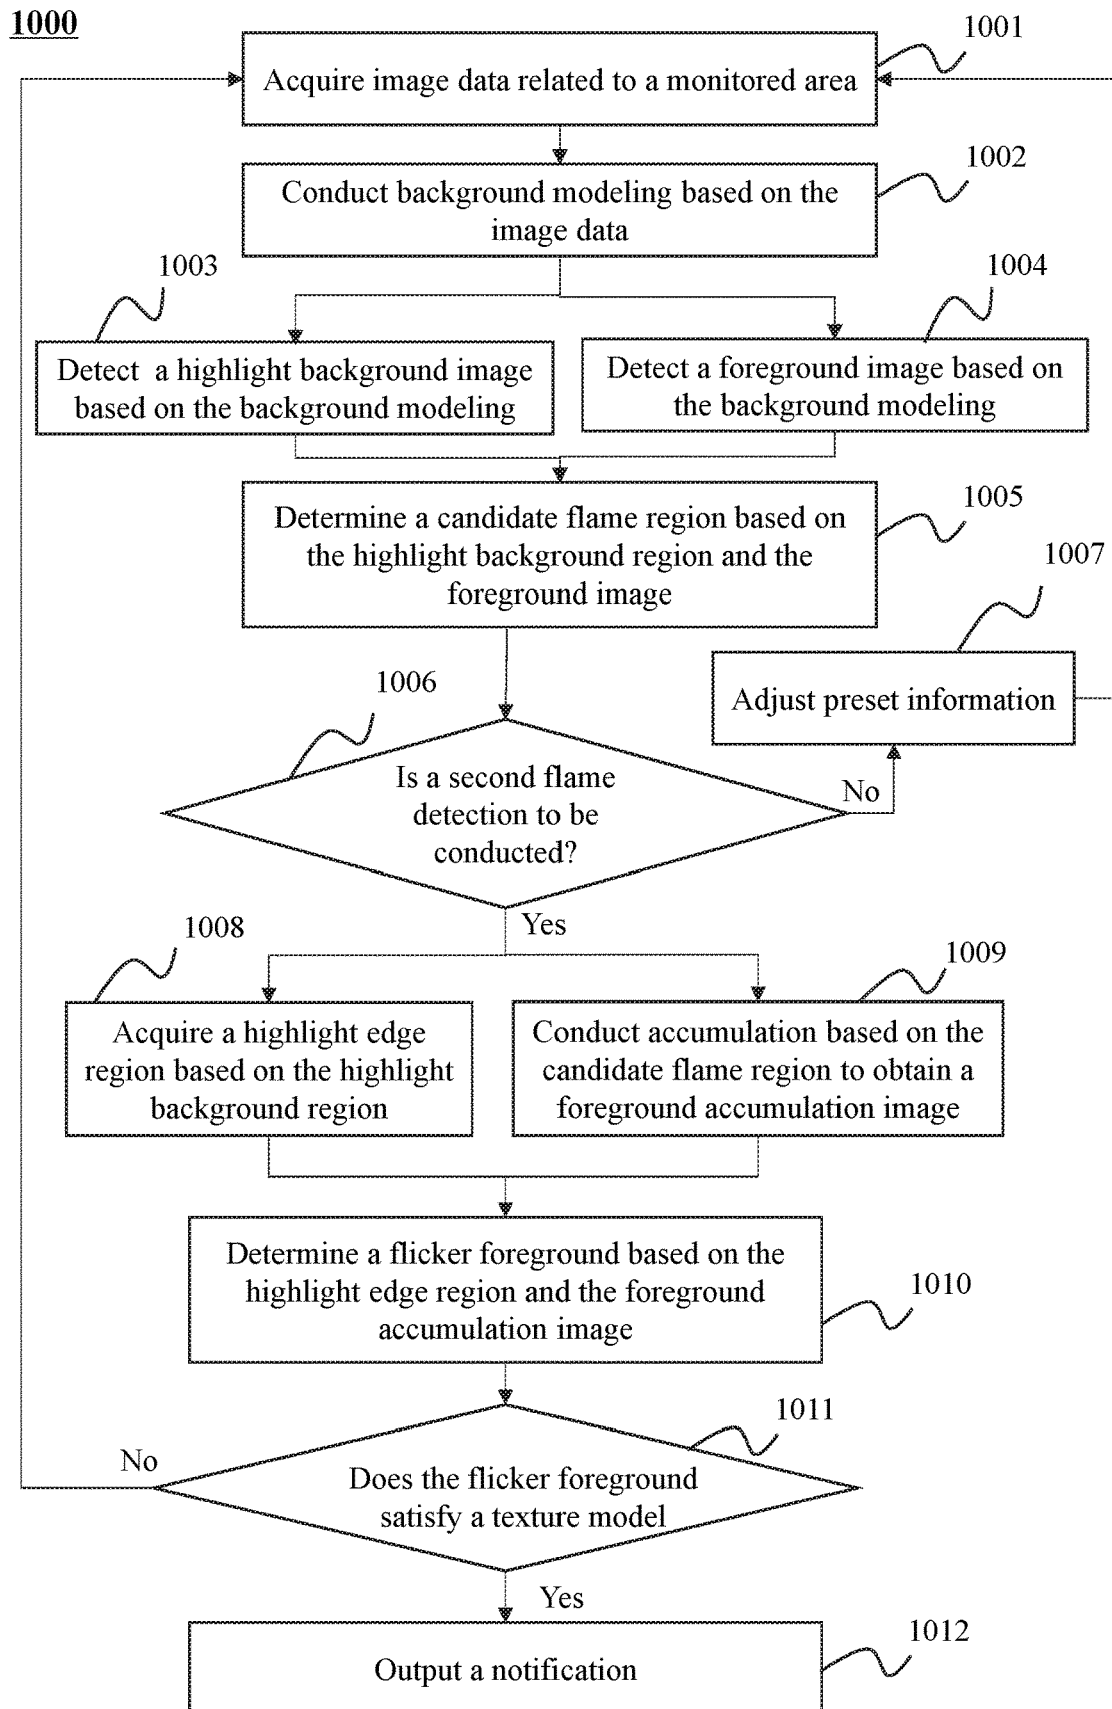 1000
1001
Acquire image data related to a monitored area
1002
Conduct background modeling based on the
image data
1003
1004
Detect a highlight background image
based on the background modeling
Detect a foreground image based on
the background modeling
1005
Determine a candidate flame region based on
the highlight background region and the
foreground image
1007
Adjust preset information
1006
Is a second flame
detection to be
conducted?
No
Yes
1008
1009
Acquire a highlight edge
region based on the highlight
background region
Conduct accumulation based on the
candidate flame region to obtain a
foreground accumulation image
Determine a flicker foreground based on the
highlight edge region and the foreground
accumulation image
1010
1011
No
Does the flicker foreground
satisfy a texture model
Yes
1012
Output a notification